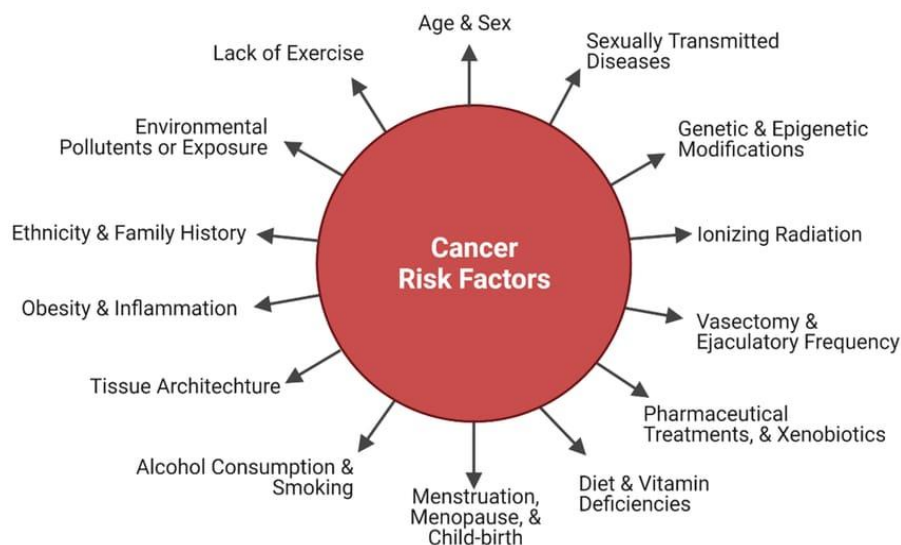 Age & Sex
Sexually Transmitted
Diseases
Genetic & Epigenetic
Modifications
Ionizing Radiation
Vasectomy &
Ejaculatory Frequency
Pharmaceutical
Treatments, & Xenobiotics
Diet & Vitamin
Deficiencies
Menstruation,
Menopause, &
Child-birth
Alcohol Consumption &
Smoking
Tissue Architechture
Obesity & Inflammation
Ethnicity & Family History
Environmental
Pollutents or Exposure
Lack of Exercise
Cancer
Risk Factors